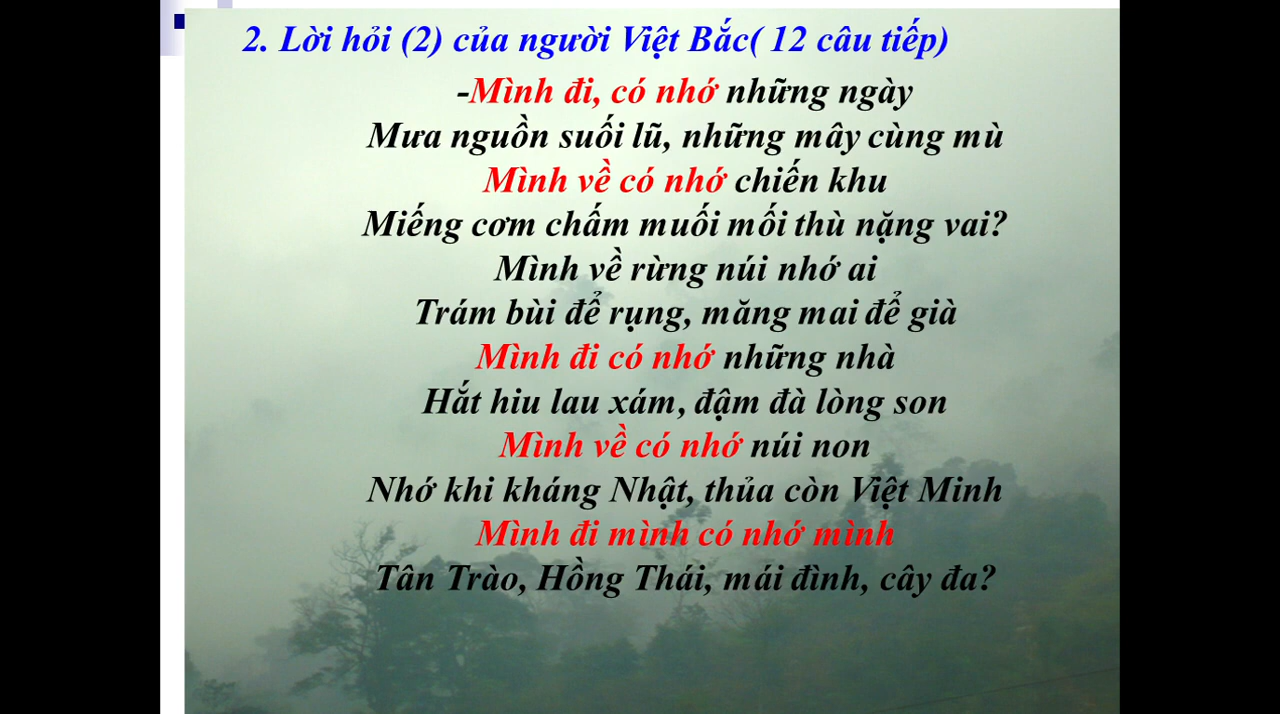 2. Lời hỏi (2) của người Việt Bắc( 12 câu tiếp)
-Mình đi, có nhớ những ngày
Mưa nguồn suối lũ, những mây cùng mù
Mình về có nhớ chiến khu
Miếng cơm chấm muối mối thù nặng vai?
Mình về rừng núi nhớ ai
Trám bùi để rụng, măng mai để già
Mình đi có nhớ những nhà
Hắt hiu lau xám, đậm đà lòng son
Mình về có nhớ núi non
Nhớ khi kháng Nhật, thủa còn Việt Minh
Mình đi mình có nhớ mình
Tân Trào, Hồng Thái, mái đình, cây đa?